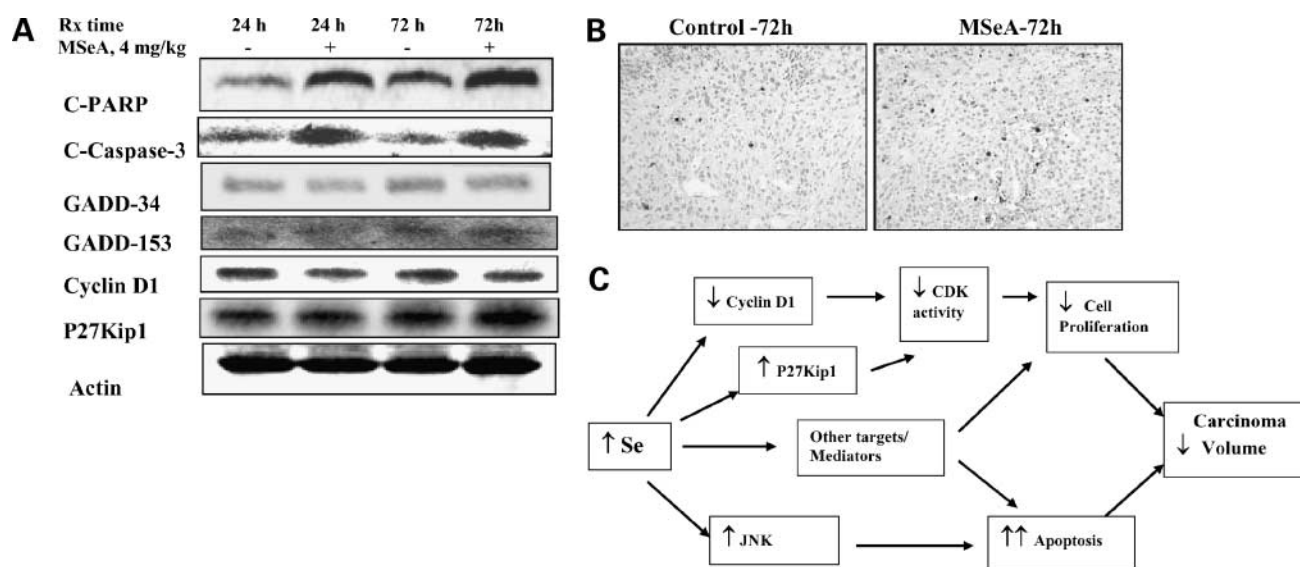 A
Rx time 24 h 24 h 72 h 72h
MSeA, 4 mg/kg - + - +
C-PARP
C-Caspase-3
GADD-34
GADD-153
Cyclin D1
P27Kip1
Actin
B
Control -72h MSeA-72h
C
↓ Cyclin D1
↓ CDK
activity
↓ Cell
Proliferation
↑ P27Kip1
↑ Se
Other targets/
Mediators
Carcinoma
↓ Volume
↑ JNK
↑↑ Apoptosis